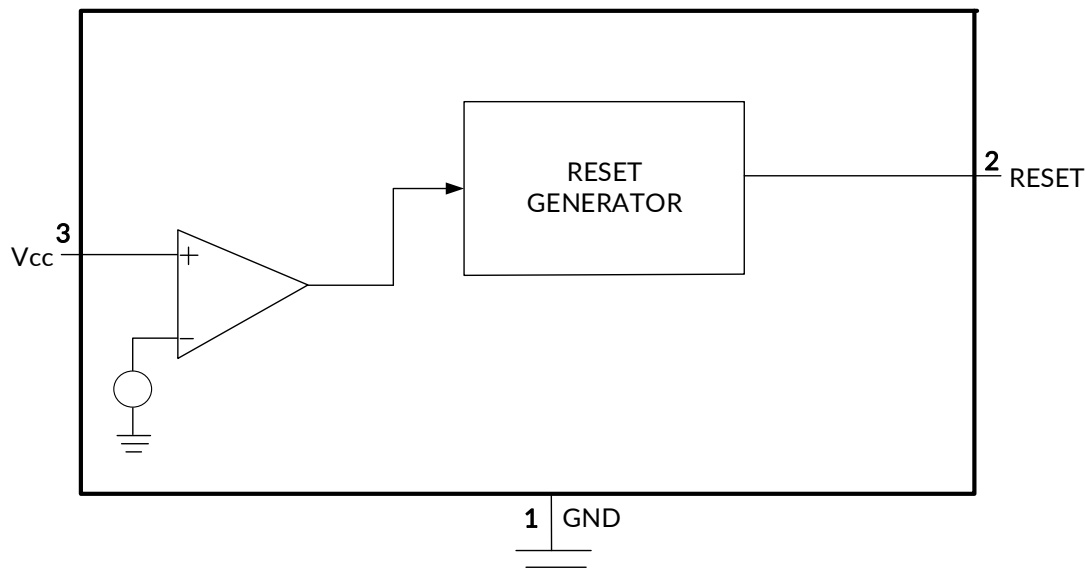 RESET
GENERATOR
2
RESET
3
Vcc
+
−
1 GND